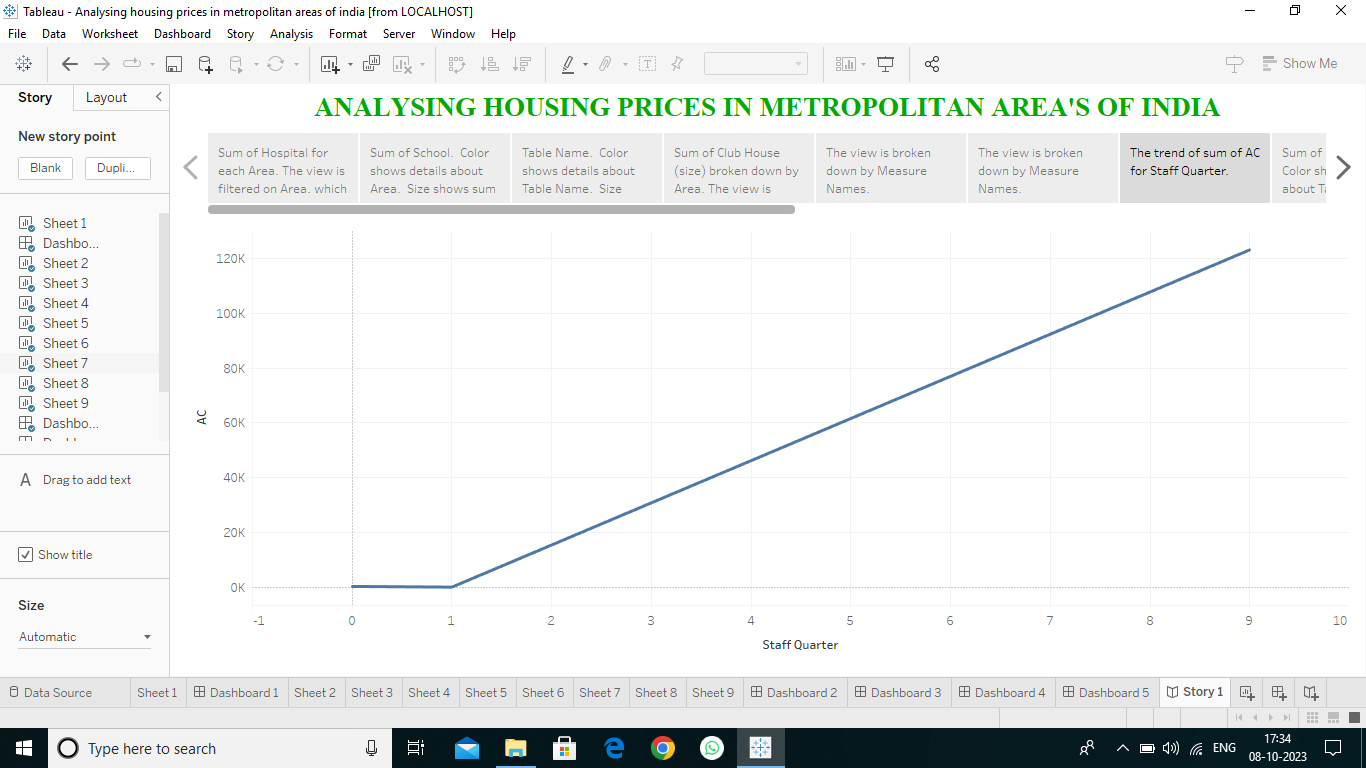 Tableau - Analysing housing prices in metropolitan areas of india [from LOCALHOST]
File Data Worksheet Dashboard Story Analysis Format Server Window Help
Show Me
Story Layout
New story point
Blank Dupli...
Sheet 1
Dashbo...
Sheet 2
Sheet 3
Sheet 4
Sheet 5
Sheet 6
Sheet 7
Sheet 8
Sheet 9
Dashbo...
A Drag to add text
Show title
Size
Automatic
ANALYSING HOUSING PRICES IN METROPOLITAN AREA'S OF INDIA
Sum of Hospital for
each Area. The view is
filtered on Area, which
Sum of School. Color
shows details about
Area. Size shows sum
Table Name. Color
shows details about
Table Name. Size
Sum of Club House
(size) broken down by
Area. The view is
The view is broken
down by Measure
Names.
The view is broken
down by Measure
Names.
The trend of sum of AC
for Staff Quarter.
Sum of
Color sh
about Ta
120K
100K
80K
60K
40K
20K
0K
AC
-1 0 1 2 3 4 5 6 7 8 9 10
Staff Quarter
Data Source Sheet 1 Dashboard 1 Sheet 2 Sheet 3 Sheet 4 Sheet 5 Sheet 6 Sheet 7 Sheet 8 Sheet 9 Dashboard 2 Dashboard 3 Dashboard 4 Dashboard 5 Story 1
Type here to search
ENG
17:34
08-10-2023